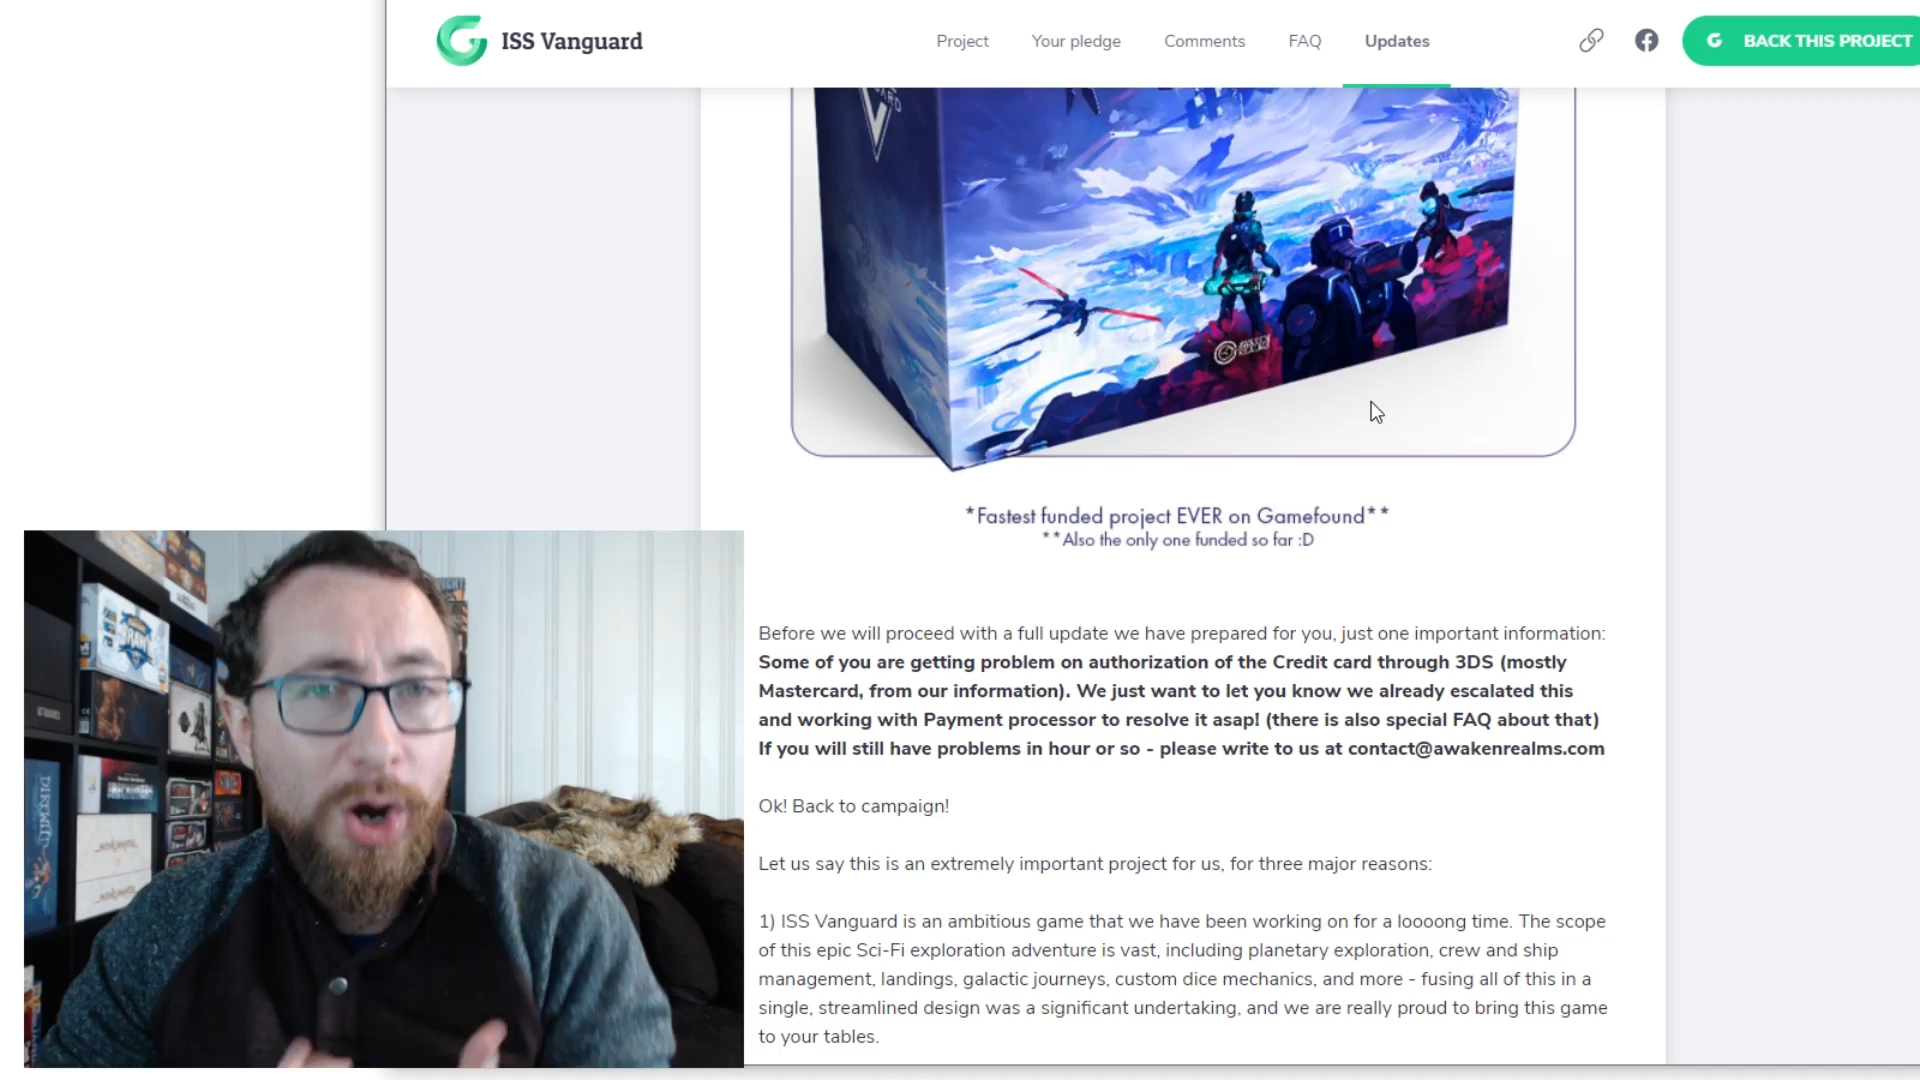 ISS Vanguard
Project
Your pledge
Comments
FAQ
Updates
BACK THIS PROJECT
*Fastest funded project EVER on Gamefound**
**Also the only one funded so far :D
Before we will proceed with a full update we have prepared for you, just one important information:
Some of you are getting problem on authorization of the Credit card through 3DS (mostly
Mastercard, from our information). We just want to let you know we already escalated this
and working with Payment processor to resolve it asap! (there is also special FAQ about that)
If you will still have problems in hour or so - please write to us at contact@awakenrealms.com
Ok! Back to campaign!
Let us say this is an extremely important project for us, for three major reasons:
1) ISS Vanguard is an ambitious game that we have been working on for a loooong time. The scope
of this epic Sci-Fi exploration adventure is vast, including planetary exploration, crew and ship
management, landings, galactic journeys, custom dice mechanics, and more - fusing all of this in a
single, streamlined design was a significant undertaking, and we are really proud to bring this game
to your tables.